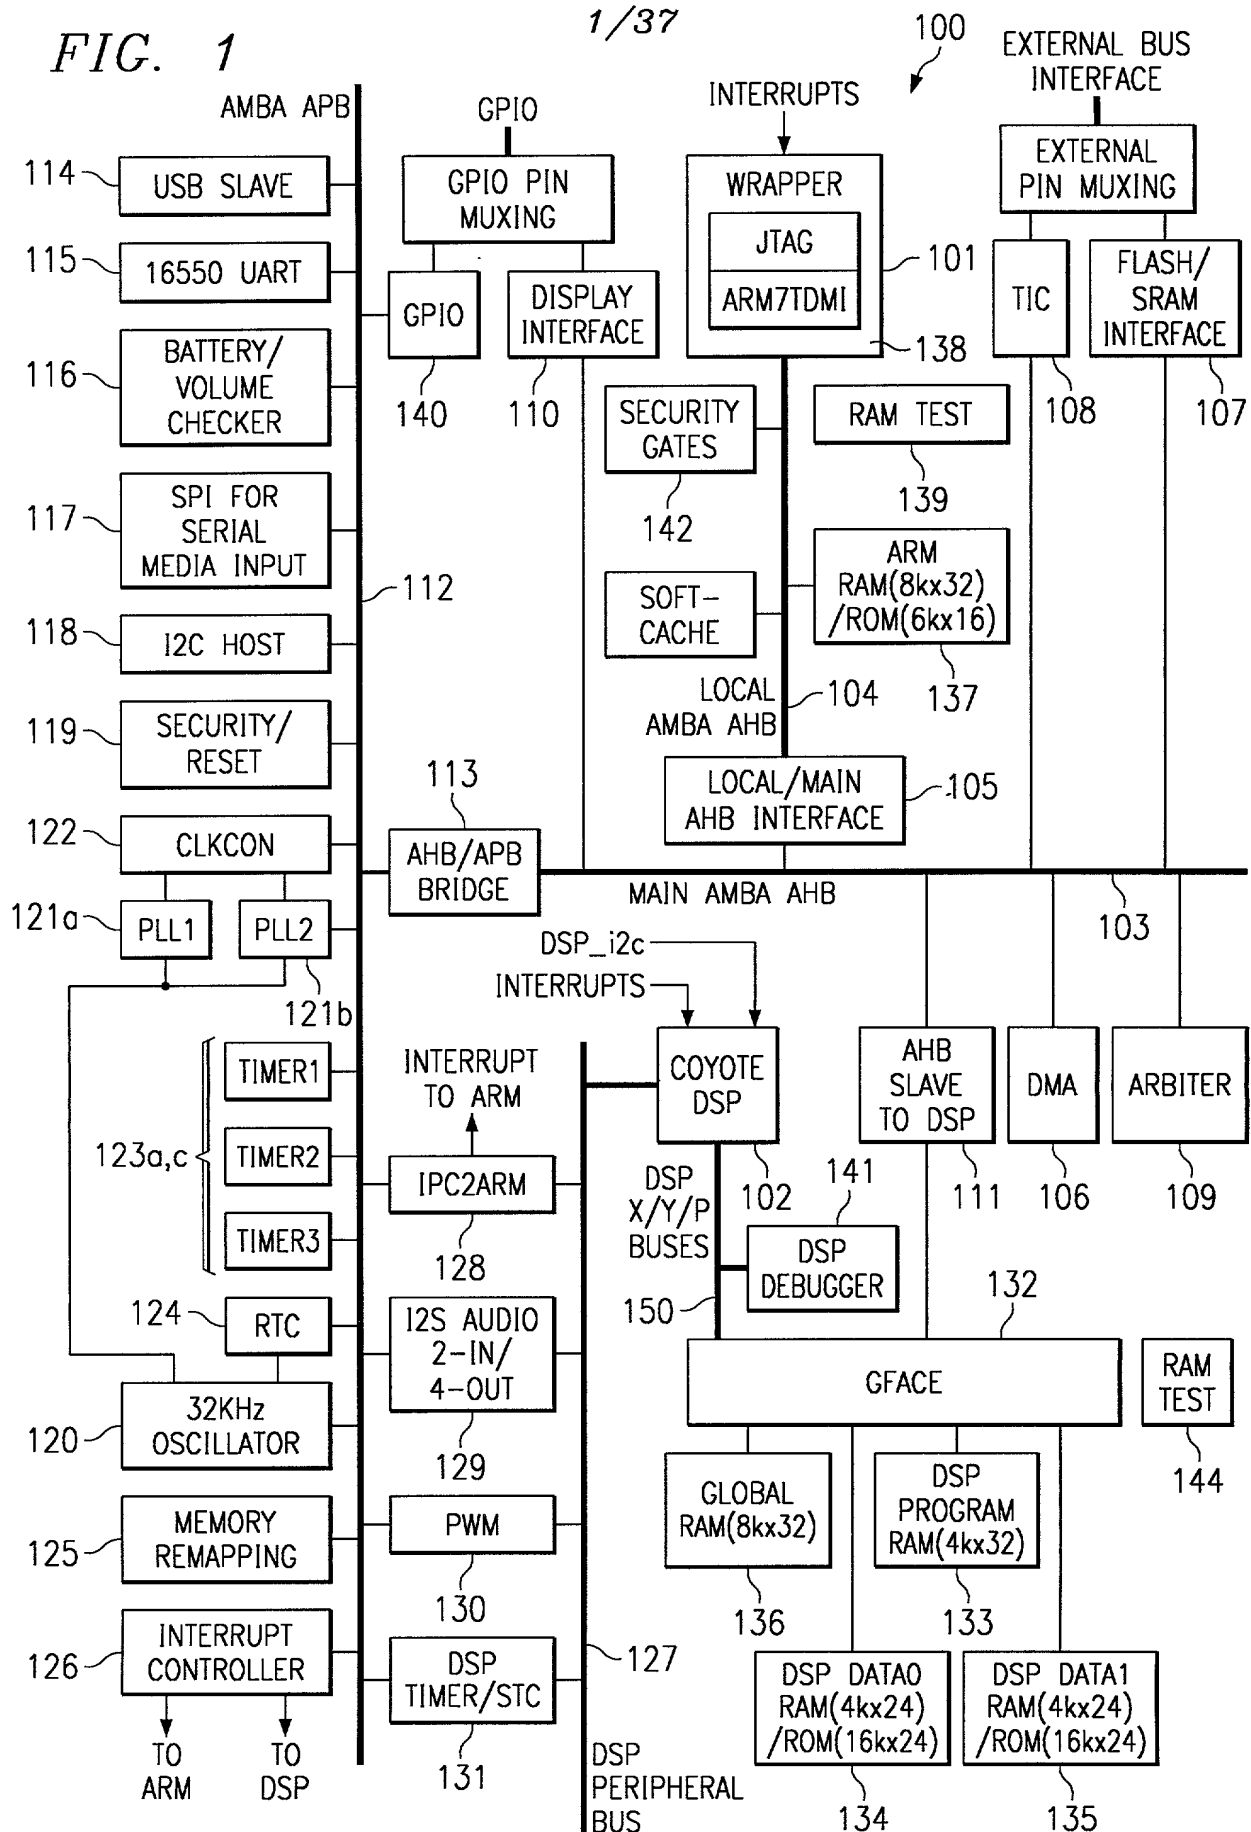 1/37
FIG. 1
100
EXTERNAL BUS
INTERFACE
AMBA APB
GPIO
INTERRUPTS
114
USB SLAVE
GPIO PIN
MUXING
WRAPPER
JTAG
ARM7TDMI
101
138
EXTERNAL
PIN MUXING
115
16550 UART
GPIO
140
DISPLAY
INTERFACE
110
TIC
108
FLASH/
SRAM
INTERFACE
107
116
BATTERY/
VOLUME
CHECKER
SECURITY
GATES
142
RAM TEST
139
117
SPI FOR
SERIAL
MEDIA INPUT
112
SOFT-
CACHE
ARM
RAM(8kx32)
/ROM(6kx16)
137
118
I2C HOST
LOCAL
AMBA AHB
104
119
SECURITY/
RESET
113
LOCAL/MAIN
AHB INTERFACE
105
122
CLKCON
AHB/APB
BRIDGE
MAIN AMBA AHB
103
121a
PLL1
PLL2
121b
DSP_i2c
INTERRUPTS
123a,c
TIMER1
TIMER2
TIMER3
INTERRUPT
TO ARM
COYOTE
DSP
102
AHB
SLAVE
TO DSP
111
DMA
106
ARBITER
109
IPC2ARM
128
DSP
X/Y/P
BUSES
150
141
DSP
DEBUGGER
124
RTC
I2S AUDIO
2-IN/
4-OUT
129
132
GFACE
RAM
TEST
144
120
32KHz
OSCILLATOR
125
MEMORY
REMAPPING
PWM
130
GLOBAL
RAM(8kx32)
136
DSP
PROGRAM
RAM(4kx32)
133
126
INTERRUPT
CONTROLLER
TO
ARM
TO
DSP
DSP
TIMER/STC
131
127
DSP
PERIPHERAL
BUS
DSP DATA0
RAM(4kx24)
/ROM(16kx24)
134
DSP DATA1
RAM(4kx24)
/ROM(16kx24)
135